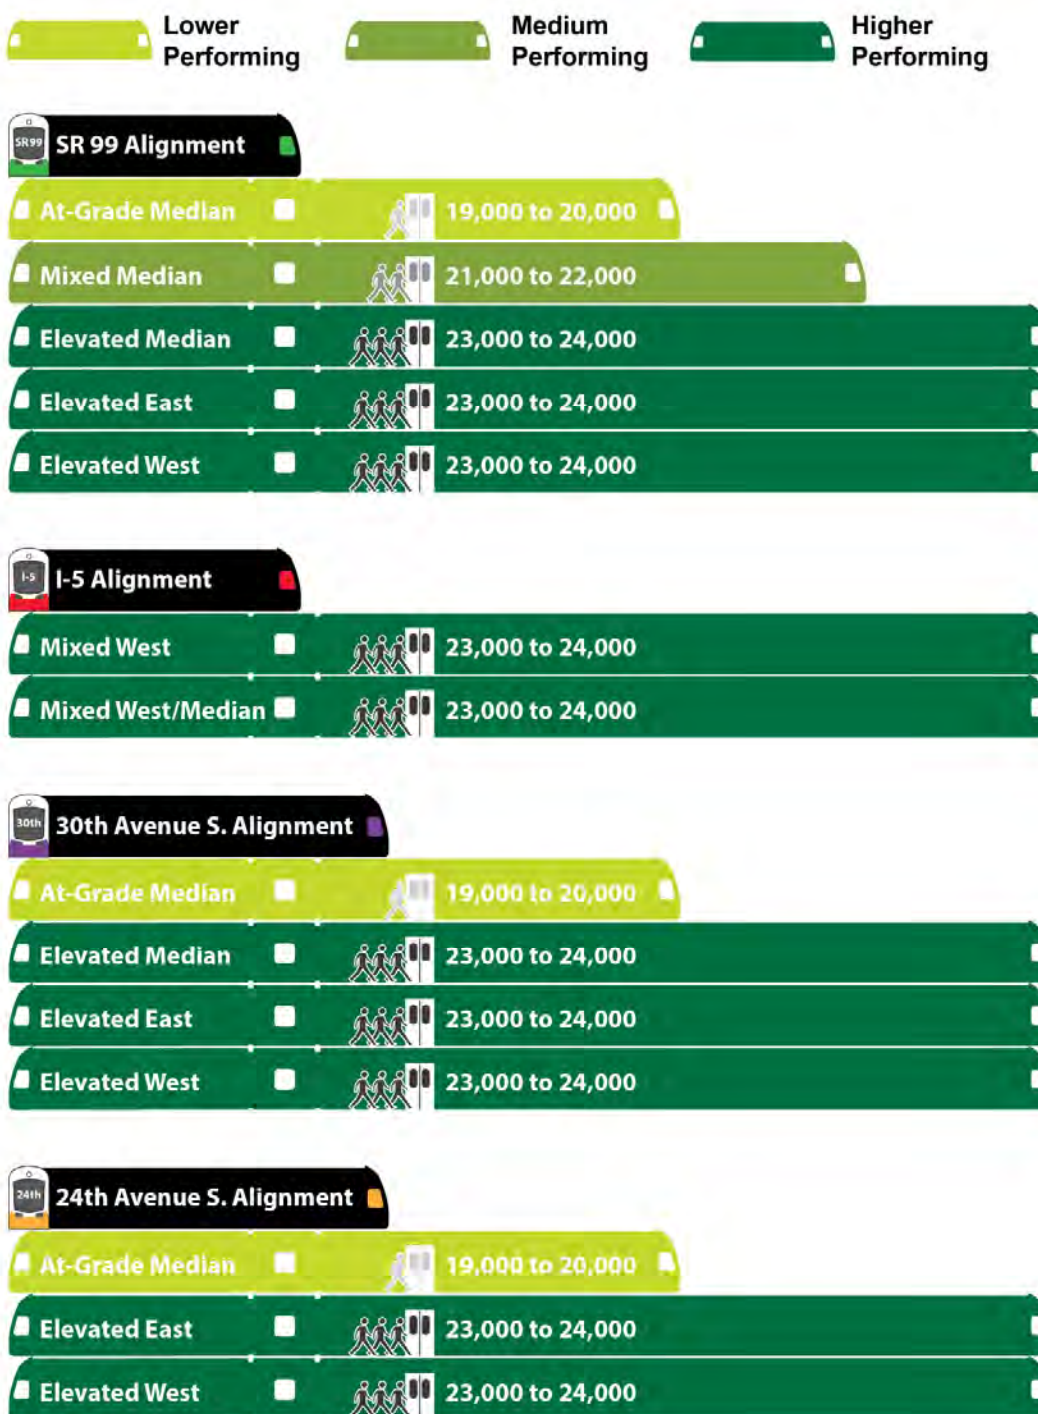 Lower
Performing
Medium
Performing
Higher
Performing
SR99
SR 99 Alignment
At-Grade Median 19,000 to 20,000
Mixed Median 21,000 to 22,000
Elevated Median 23,000 to 24,000
Elevated East 23,000 to 24,000
Elevated West 23,000 to 24,000
I-5
I-5 Alignment
Mixed West 23,000 to 24,000
Mixed West/Median 23,000 to 24,000
30th
30th Avenue S. Alignment
At-Grade Median 19,000 to 20,000
Elevated Median 23,000 to 24,000
Elevated East 23,000 to 24,000
Elevated West 23,000 to 24,000
24th
24th Avenue S. Alignment
At-Grade Median 19,000 to 20,000
Elevated East 23,000 to 24,000
Elevated West 23,000 to 24,000